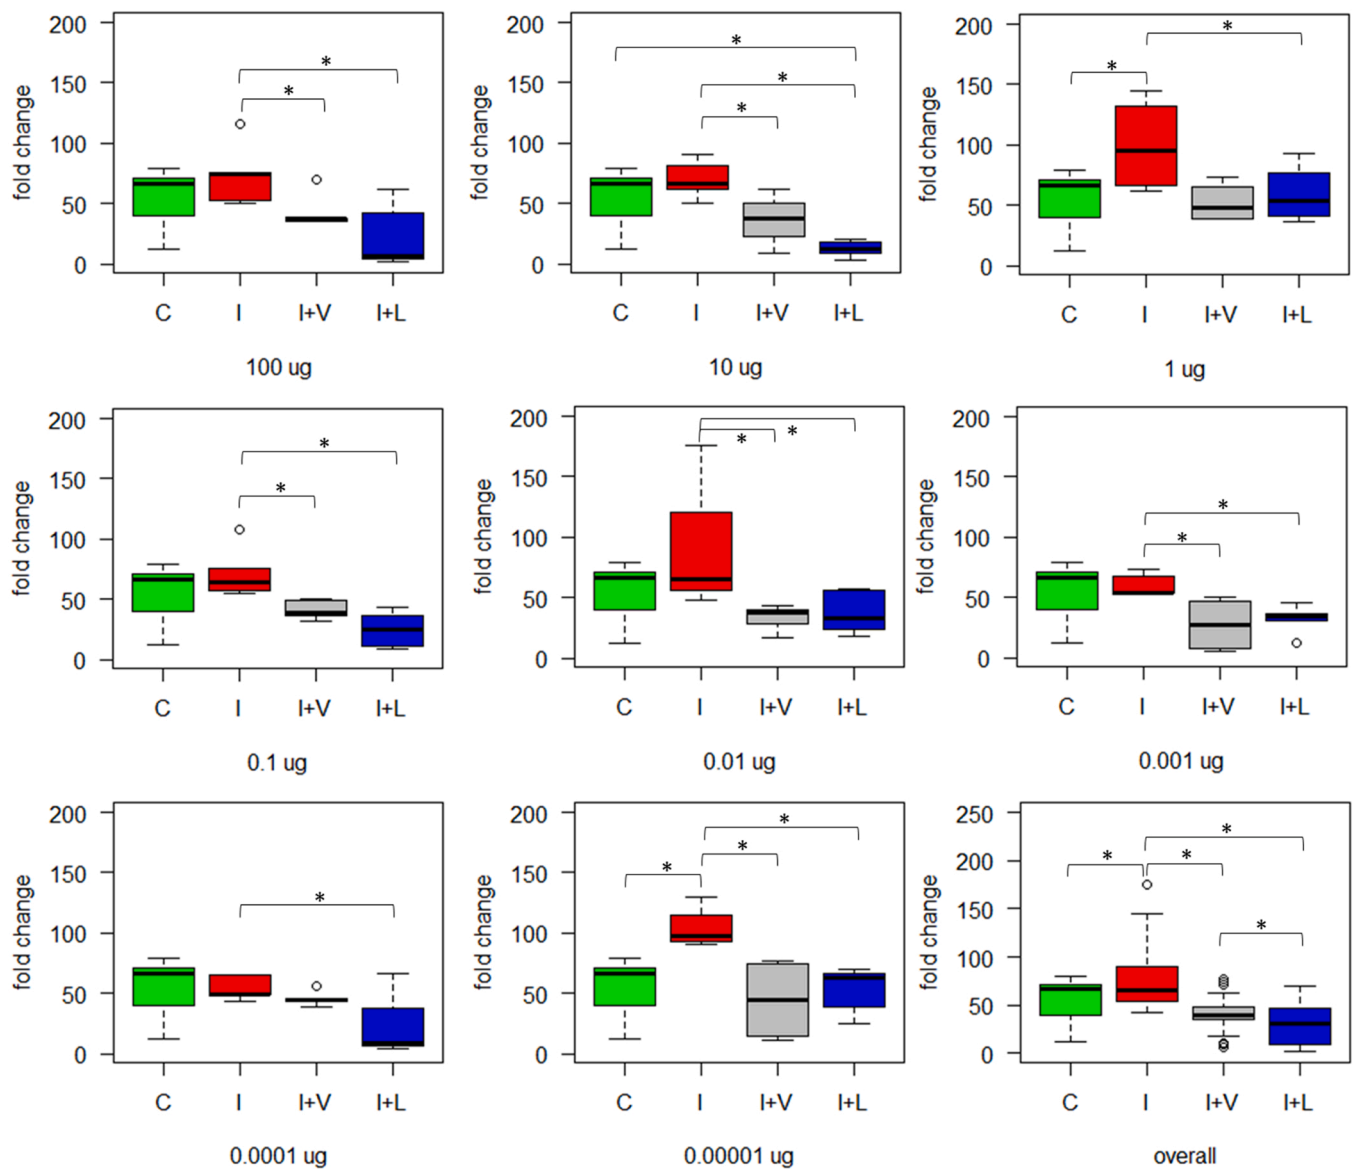 200
150
100
50
0
fold change
* *
C I I+V I+L
100 ug
200
150
100
50
0
fold change
* * *
C I I+V I+L
10 ug
200
150
100
50
0
fold change
* *
C I I+V I+L
1 ug
200
150
100
50
0
fold change
* *
C I I+V I+L
0.1 ug
200
150
100
50
0
fold change
* *
C I I+V I+L
0.01 ug
200
150
100
50
0
fold change
* *
C I I+V I+L
0.001 ug
200
150
100
50
0
fold change
*
C I I+V I+L
0.0001 ug
200
150
100
50
0
fold change
* * *
C I I+V I+L
0.00001 ug
250
200
150
100
50
0
fold change
* * * *
C I I+V I+L
overall